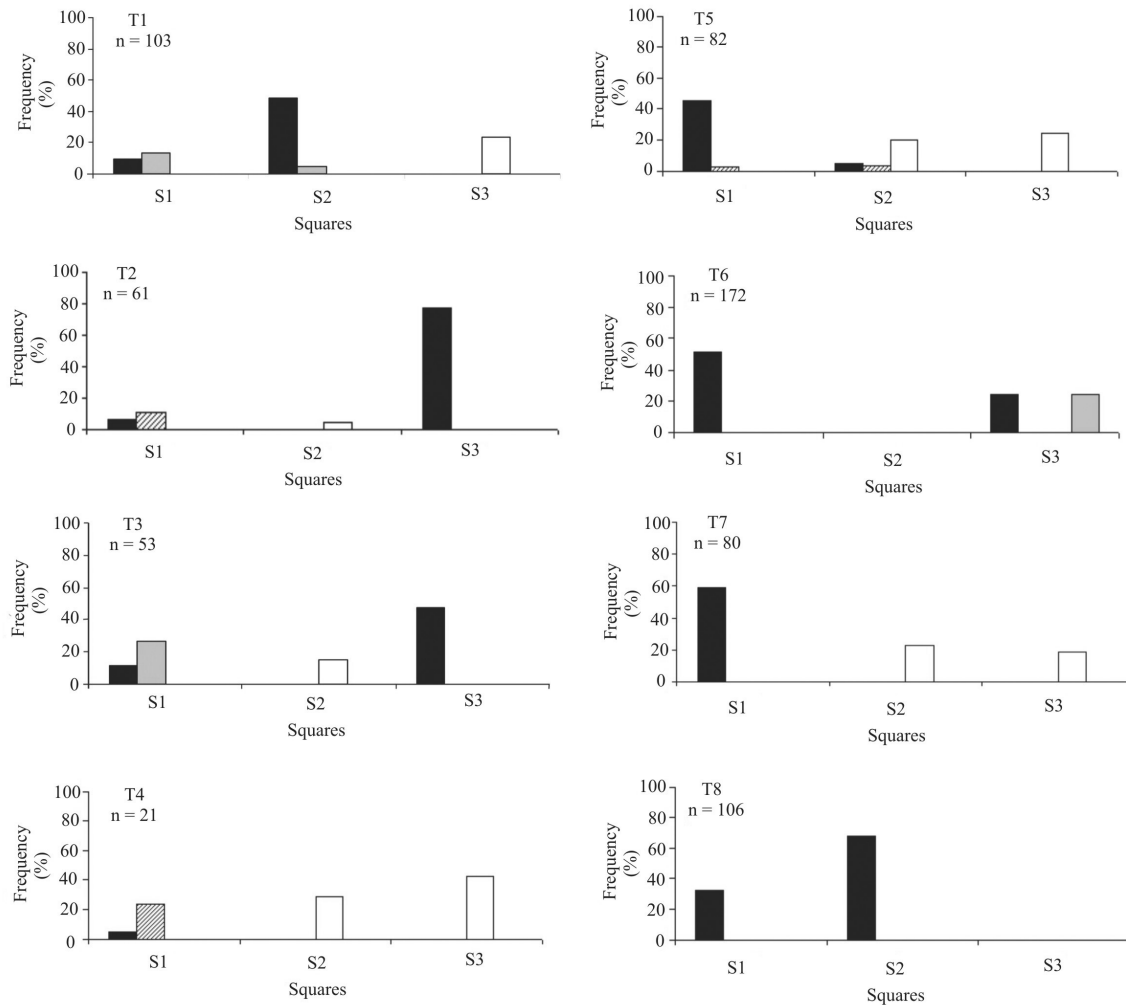 T1
n = 103
100
80
60
40
20
0
Frequency
(%)
S1
S2
S3
Squares
T5
n = 82
100
80
60
40
20
0
Frequency
(%)
S1
S2
S3
Squares
T2
n = 61
100
80
60
40
20
0
Frequency
(%)
S1
S2
S3
Squares
T6
n = 172
100
80
60
40
20
0
Frequency
(%)
S1
S2
S3
Squares
T3
n = 53
100
80
60
40
20
0
Frequency
(%)
S1
S2
S3
Squares
T7
n = 80
100
80
60
40
20
0
Frequency
(%)
S1
S2
S3
Squares
T4
n = 21
100
80
60
40
20
0
Frequency
(%)
S1
S2
S3
Squares
T8
n = 106
100
80
60
40
20
0
Frequency
(%)
S1
S2
S3
Squares